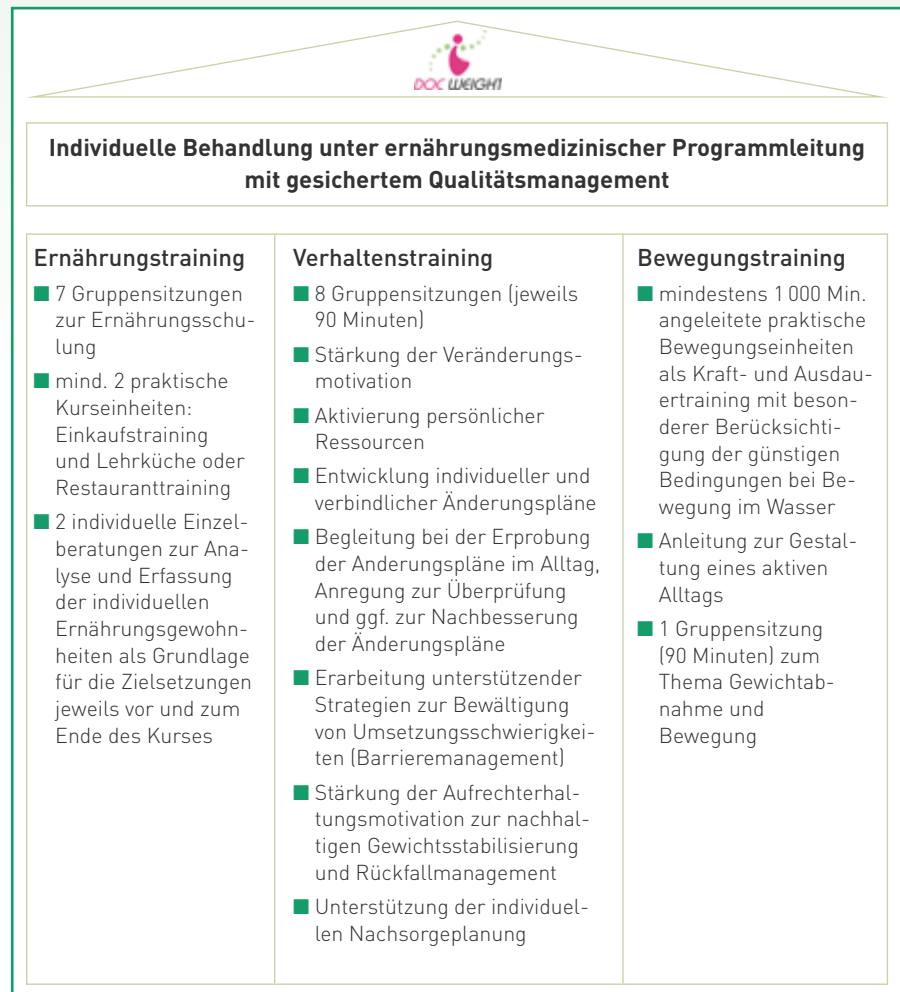 DOC WEIGHT
Individuelle Behandlung unter ernährungsmedizinischer Programmleitung
mit gesichertem Qualitätsmanagement
Ernährungstraining
■ 7 Gruppensitzungen
zur Ernährungsschu-
lung
■ mind. 2 praktische
Kurseinheiten:
Einkaufstraining
und Lehrküche oder
Restauranttraining
■ 2 individuelle Einzel-
beratungen zur Ana-
lyse und Erfassung
der individuellen
Ernährungsgewohn-
heiten als Grundlage
für die Zielsetzungen
jeweils vor und zum
Ende des Kurses
Verhaltenstraining
■ 8 Gruppensitzungen (jeweils
90 Minuten)
■ Stärkung der Veränderungs-
motivation
■ Aktivierung persönlicher
Ressourcen
■ Entwicklung individueller und
verbindlicher Änderungspläne
■ Begleitung bei der Erprobung
der Anderungspläne im Alltag,
Anregung zur Überprüfung
und ggf. zur Nachbesserung
der Änderungspläne
■ Erarbeitung unterstützender
Strategien zur Bewältigung
von Umsetzungsschwierigkei-
ten (Barrieremanagement)
■ Stärkung der Aufrechterhal-
tungsmotivation zur nachhal-
tigen Gewichtsstabilisierung
und Rückfallmanagement
■ Unterstützung der individuel-
len Nachsorgeplanung
Bewegungstraining
■ mindestens 1 000 Min.
angeleitete praktische
Bewegungseinheiten
als Kraft- und Ausdau-
ertraining mit beson-
derer Berücksichti-
gung der günstigen
Bedingungen bei Be-
wegung im Wasser
■ Anleitung zur Gestal-
tung eines aktiven
Alltags
■ 1 Gruppensitzung
(90 Minuten) zum
Thema Gewichtab-
nahme und
Bewegung